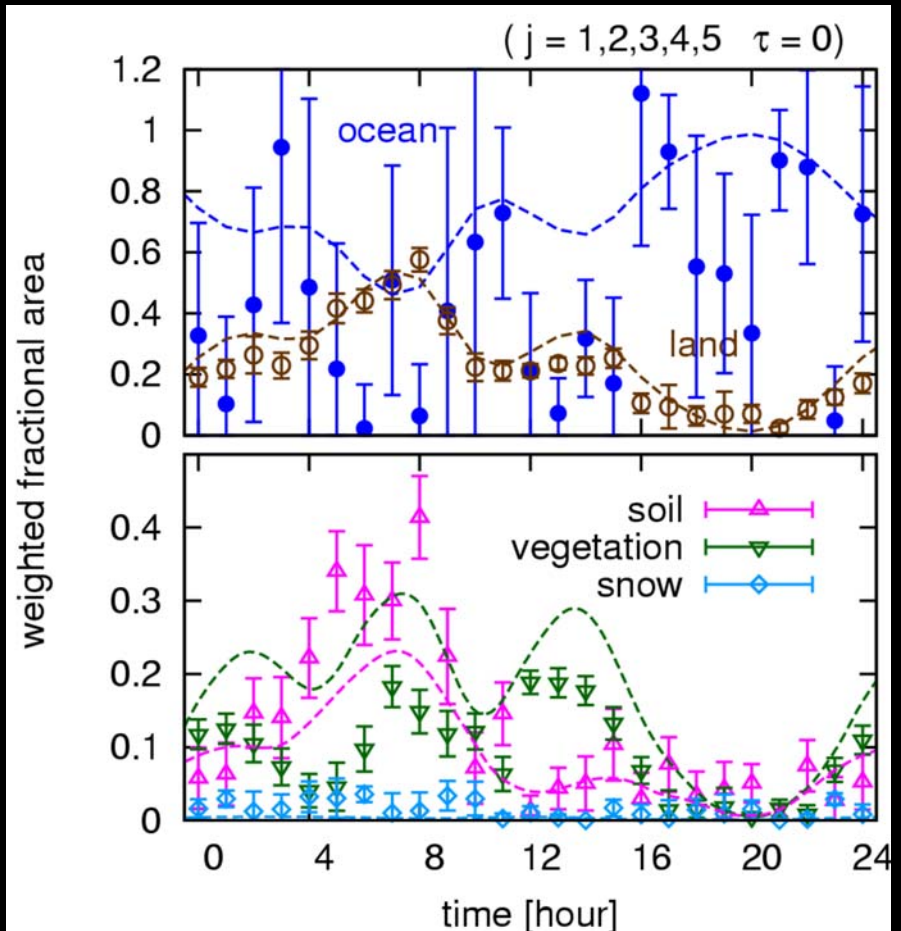 ( j = 1,2,3,4,5   τ = 0)
weighted fractional area
1.2
1
0.8
0.6
0.4
0.2
0
ocean
land
0.4
0.3
0.2
0.1
0
soil
vegetation
snow
0 4 8 12 16 20 24
time [hour]